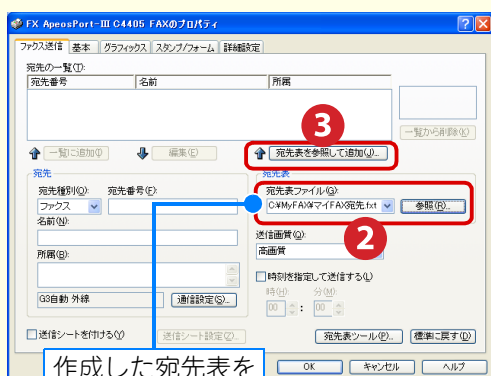 FX ApeosPort-III C4405 FAXのプロパティ
ファクス送信 基本 グラフィックス スタンプ/フォーム 詳細設定
宛先の一覧(T):
宛先番号 名前 所属
3
一覧から削除(K)
一覧に追加(I) 編集(E) 宛先表を参照して追加(J)...
宛先 宛先表
宛先種別(O): 宛先番号(F): 宛先表ファイル(G):
ファクス C:¥MyFAX¥マイFAX宛先.fxt 参照(R)...
名前(N): 送信画質(Q): 2
所属(B): 高画質
時刻を指定して送信する(L)
時(H): 分(M):
G3自動 外線 通信設定(S)... 00 : 00
送信シートを付ける(Y) 送信シート設定(Z)... 宛先表ツール(P)... 標準に戻す(D)
作成した宛先表を OK キャンセル ヘルプ